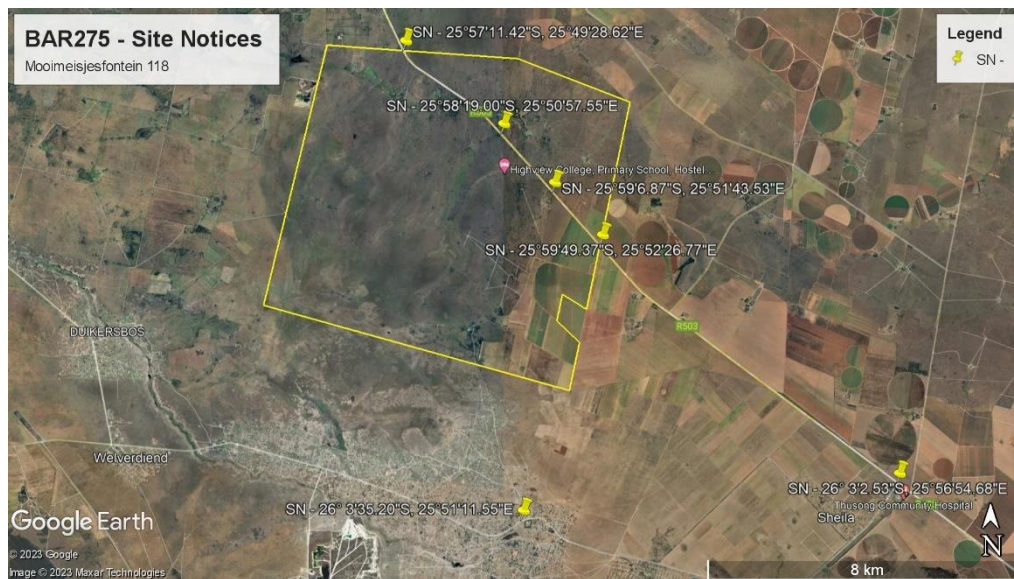 BAR275 - Site Notices
Mooimeisjesfontein 118
Legend
SN -
SN - 25°57'11.42"S, 25°49'28.62"E
SN - 25°58'19.00"S, 25°50'57.55"E
Highview College, Primary School, Hostel
SN - 25°59'6.87"S, 25°51'43.53"E
SN - 25°59'49.37"S, 25°52'26.77"E
R503
DUIKERSBOS
Welverdiend
SN - 26° 3'2.53"S, 25°56'54.68"E
Thusong Community Hospital
Sheila
SN - 26° 3'35.20"S, 25°51'11.55"E
Google Earth
© 2023 Google
Image © 2023 Maxar Technologies
8 km
N